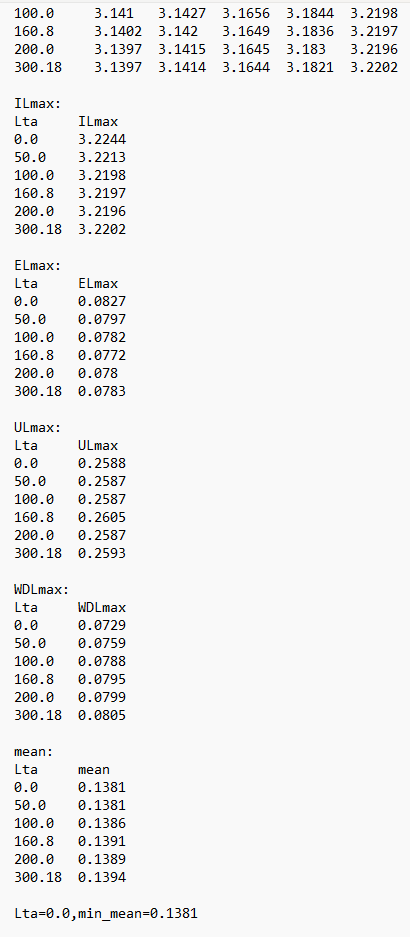 100.0 3.141 3.1427 3.1656 3.1844 3.2198
160.8 3.1402 3.142 3.1649 3.1836 3.2197
200.0 3.1397 3.1415 3.1645 3.183 3.2196
300.18 3.1397 3.1414 3.1644 3.1821 3.2202
ILmax:
Lta ILmax
0.0 3.2244
50.0 3.2213
100.0 3.2198
160.8 3.2197
200.0 3.2196
300.18 3.2202
ELmax:
Lta ELmax
0.0 0.0827
50.0 0.0797
100.0 0.0782
160.8 0.0772
200.0 0.078
300.18 0.0783
ULmax:
Lta ULmax
0.0 0.2588
50.0 0.2587
100.0 0.2587
160.8 0.2605
200.0 0.2587
300.18 0.2593
WDLmax:
Lta WDLmax
0.0 0.0729
50.0 0.0759
100.0 0.0788
160.8 0.0795
200.0 0.0799
300.18 0.0805
mean:
Lta mean
0.0 0.1381
50.0 0.1381
100.0 0.1386
160.8 0.1391
200.0 0.1389
300.18 0.1394
Lta=0.0,min_mean=0.1381